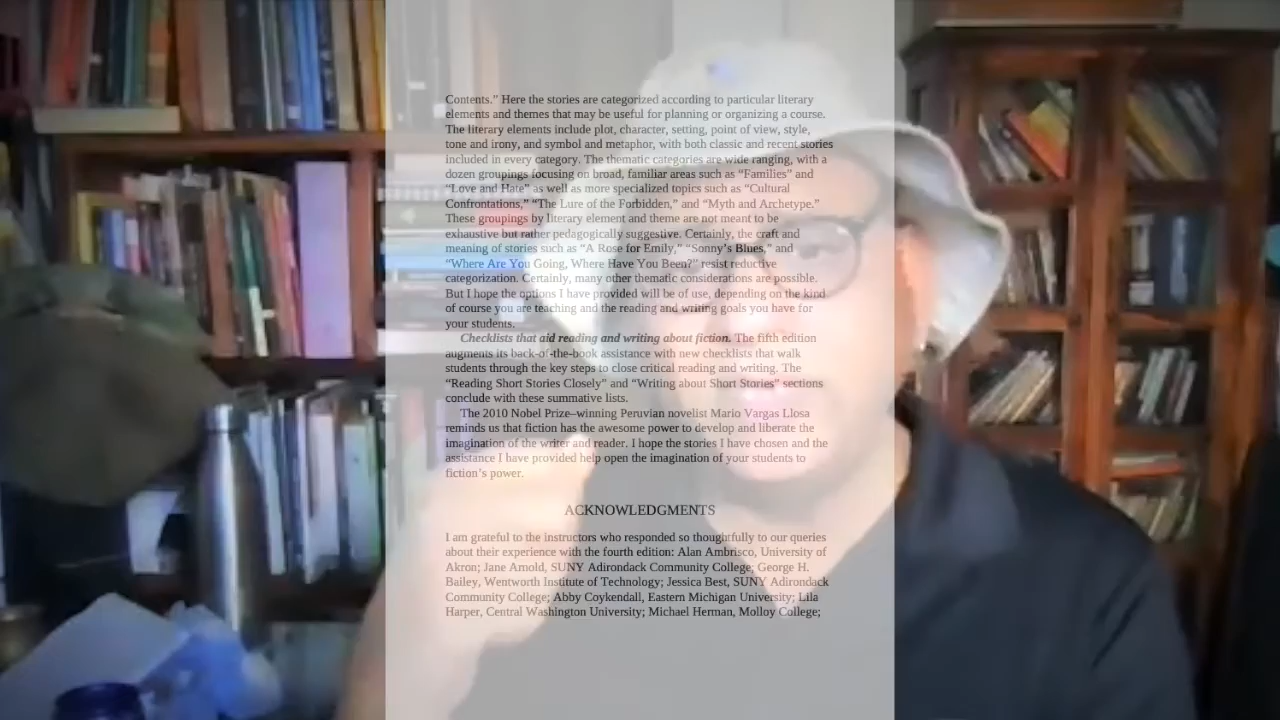 Contents.” Here the stories are categorized according to particular literary
elements and themes that may be useful for planning or organizing a course.
The literary elements include plot, character, setting, point of view, style,
tone and irony, and symbol and metaphor, with both classic and recent stories
included in every category. The thematic categories are wide ranging, with a
dozen groupings focusing on broad, familiar areas such as “Families” and
“Love and Hate” as well as more specialized topics such as “Cultural
Confrontations,” “The Lure of the Forbidden,” and “Myth and Archetype.”
These groupings by literary element and theme are not meant to be
exhaustive but rather pedagogically suggestive. Certainly, the craft and
meaning of stories such as “A Rose for Emily,” “Sonny’s Blues,” and
“Where Are You Going, Where Have You Been?” resist reductive
categorization. Certainly, many other thematic considerations are possible.
But I hope the options I have provided will be of use, depending on the kind
of course you are teaching and the reading and writing goals you have for
your students.
Checklists that aid reading and writing about fiction. The fifth edition
augments its back-of-the-book assistance with new checklists that walk
students through the key steps to close critical reading and writing. The
“Reading Short Stories Closely” and “Writing about Short Stories” sections
conclude with these summative lists.
The 2010 Nobel Prize–winning Peruvian novelist Mario Vargas Llosa
reminds us that fiction has the awesome power to develop and liberate the
imagination of the writer and reader. I hope the stories I have chosen and the
assistance I have provided help open the imagination of your students to
fiction’s power.
ACKNOWLEDGMENTS
I am grateful to the instructors who responded so thoughtfully to our queries
about their experience with the fourth edition: Alan Ambrisco, University of
Akron; Jane Arnold, SUNY Adirondack Community College; George H.
Bailey, Wentworth Institute of Technology; Jessica Best, SUNY Adirondack
Community College; Abby Coykendall, Eastern Michigan University; Lila
Harper, Central Washington University; Michael Herman, Molloy College;